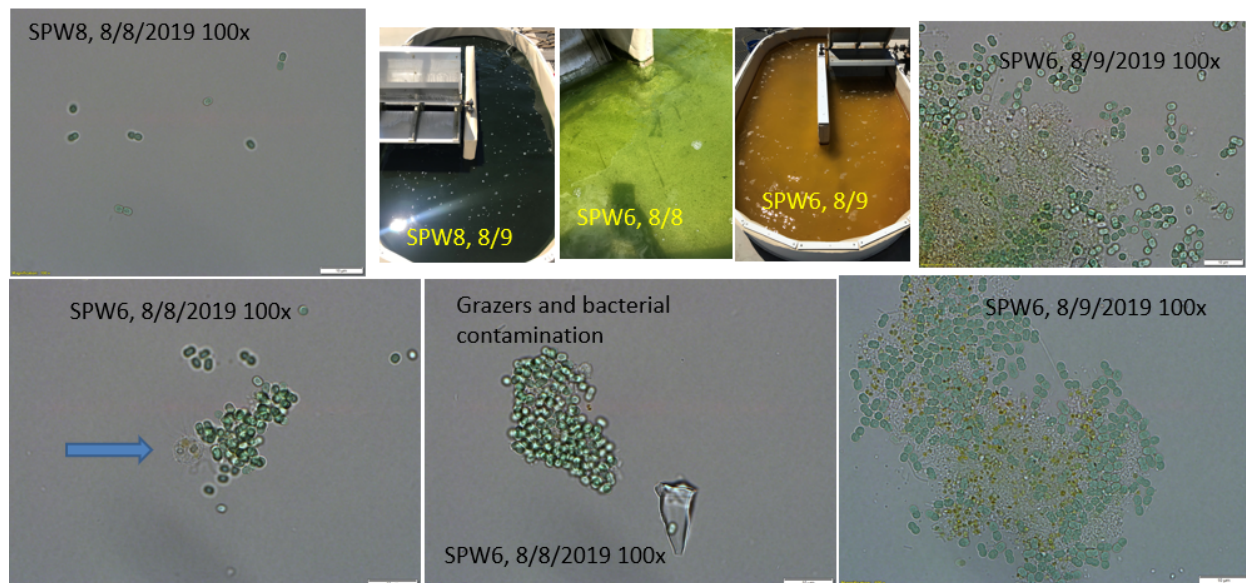 SPW8, 8/8/2019 100x
SPW8, 8/9
SPW6, 8/8
SPW6, 8/9
SPW6, 8/9/2019 100x
SPW6, 8/8/2019 100x
Grazers and bacterial
contamination
SPW6, 8/8/2019 100x
SPW6, 8/9/2019 100x